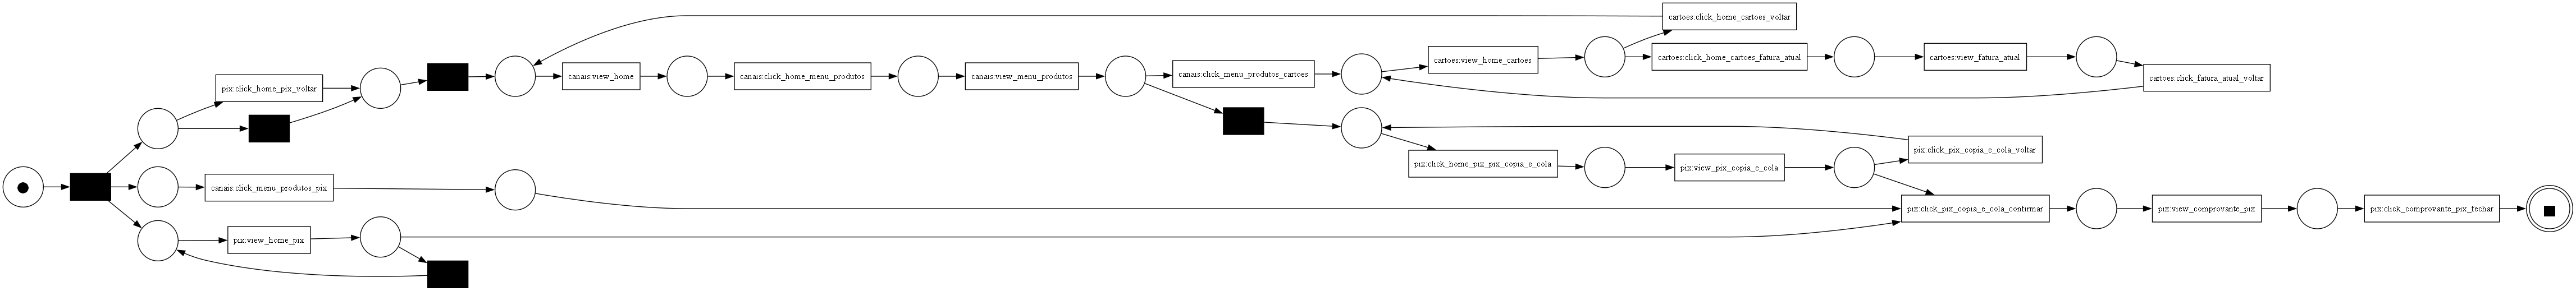 cartoes:click_home_cartoes_voltar
cartoes:view_home_cartoes
cartoes:click_home_cartoes_fatura_atual
cartoes:view_fatura_atual
canais:view_home
canais:click_home_menu_produtos
canais:view_menu_produtos
canais:click_menu_produtos_cartoes
cartoes:click_fatura_atual_voltar
pix:click_home_pix_voltar
pix:click_pix_copia_e_cola_voltar
pix:click_home_pix_pix_copia_e_cola
pix:view_pix_copia_e_cola
canais:click_menu_produtos_pix
pix:click_pix_copia_e_cola_confirmar
pix:view_comprovante_pix
pix:click_comprovante_pix_fechar
pix:view_home_pix